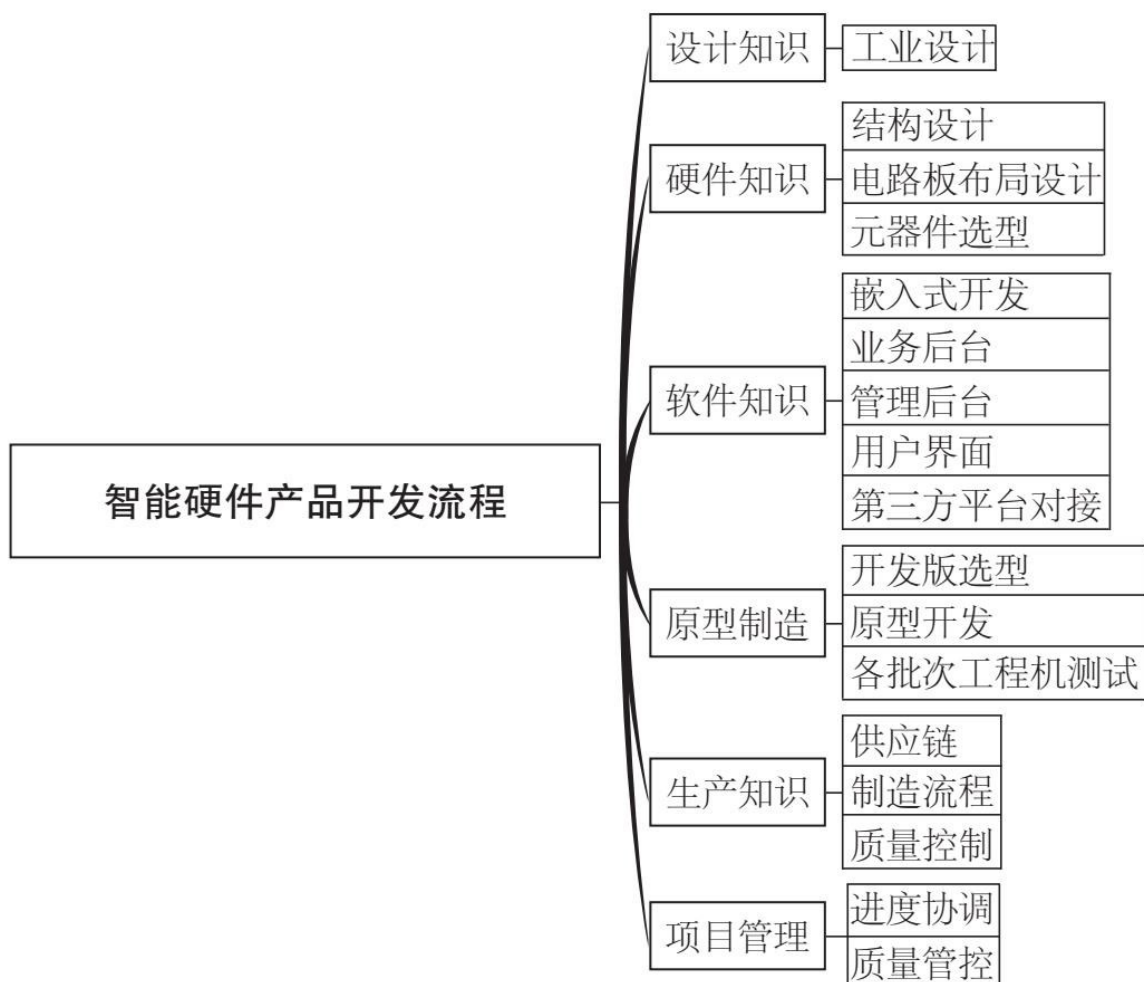 设计知识
工业设计
硬件知识
结构设计
电路板布局设计
元器件选型
软件知识
嵌入式开发
业务后台
管理后台
用户界面
第三方平台对接
智能硬件产品开发流程
原型制造
开发版选型
原型开发
各批次工程机测试
生产知识
供应链
制造流程
质量控制
项目管理
进度协调
质量管控